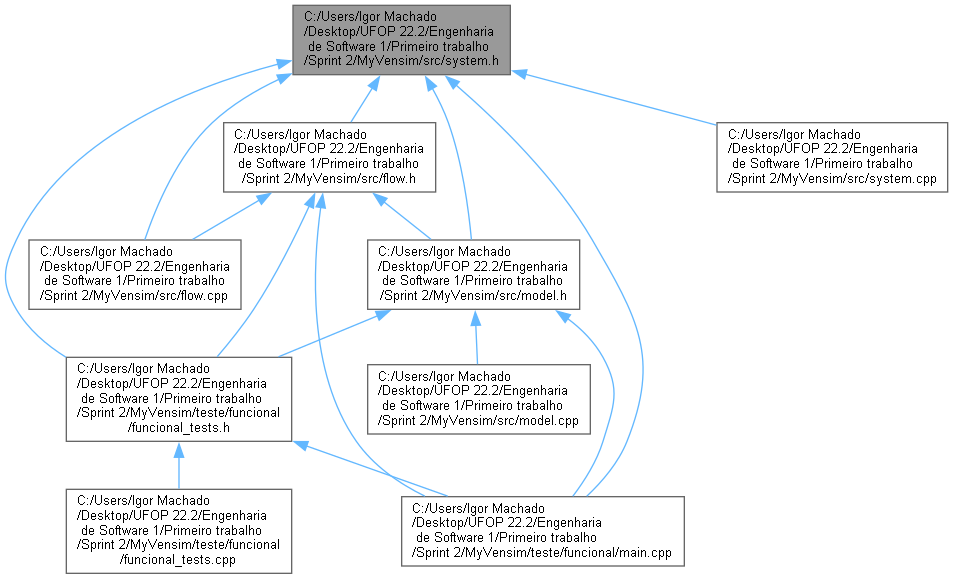 C:/Users/Igor Machado
/Desktop/UFOP 22.2/Engenharia
de Software 1/Primeiro trabalho
/Sprint 2/MyVensim/src/system.h
C:/Users/Igor Machado
/Desktop/UFOP 22.2/Engenharia
de Software 1/Primeiro trabalho
/Sprint 2/MyVensim/src/flow.h
C:/Users/Igor Machado
/Desktop/UFOP 22.2/Engenharia
de Software 1/Primeiro trabalho
/Sprint 2/MyVensim/src/system.cpp
C:/Users/Igor Machado
/Desktop/UFOP 22.2/Engenharia
de Software 1/Primeiro trabalho
/Sprint 2/MyVensim/src/flow.cpp
C:/Users/Igor Machado
/Desktop/UFOP 22.2/Engenharia
de Software 1/Primeiro trabalho
/Sprint 2/MyVensim/src/model.h
C:/Users/Igor Machado
/Desktop/UFOP 22.2/Engenharia
de Software 1/Primeiro trabalho
/Sprint 2/MyVensim/teste/funcional
/funcional_tests.h
C:/Users/Igor Machado
/Desktop/UFOP 22.2/Engenharia
de Software 1/Primeiro trabalho
/Sprint 2/MyVensim/src/model.cpp
C:/Users/Igor Machado
/Desktop/UFOP 22.2/Engenharia
de Software 1/Primeiro trabalho
/Sprint 2/MyVensim/teste/funcional
/funcional_tests.cpp
C:/Users/Igor Machado
/Desktop/UFOP 22.2/Engenharia
de Software 1/Primeiro trabalho
/Sprint 2/MyVensim/teste/funcional/main.cpp